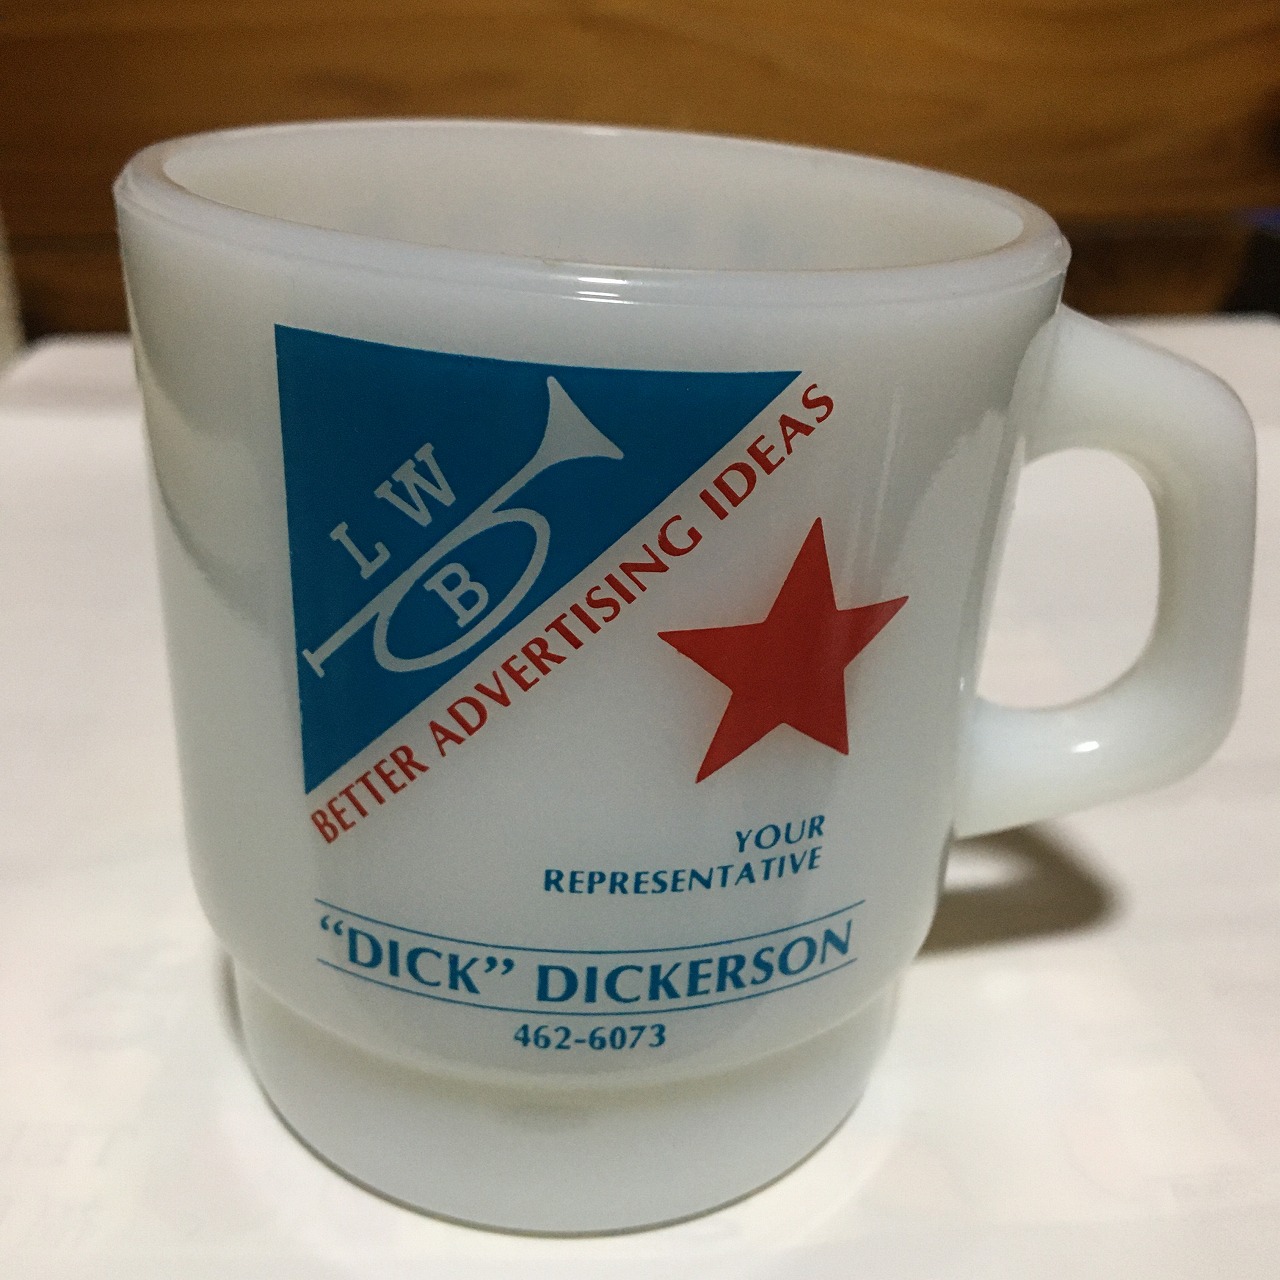 L W
B
BETTER ADVERTISING IDEAS
YOUR
REPRESENTATIVE
“DICK” DICKERSON
462-6073